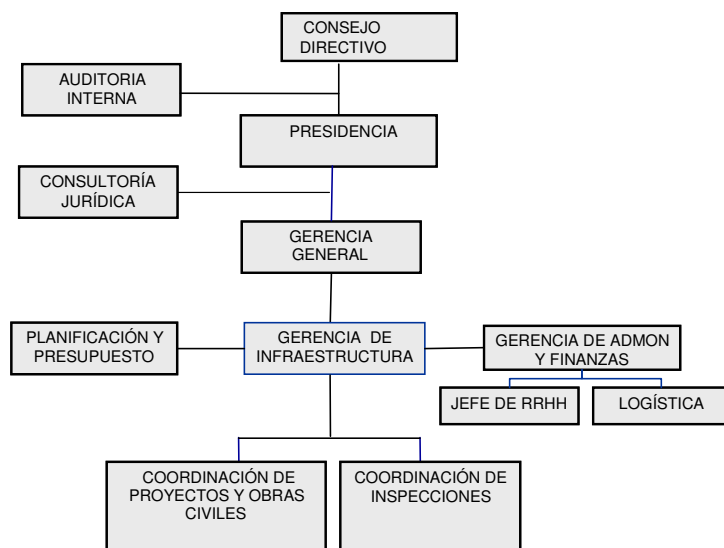 CONSEJO
DIRECTIVO
AUDITORIA
INTERNA
PRESIDENCIA
CONSULTORÍA
JURÍDICA
GERENCIA
GENERAL
PLANIFICACIÓN Y
PRESUPUESTO
GERENCIA DE
INFRAESTRUCTURA
GERENCIA DE ADMON
Y FINANZAS
JEFE DE RRHH
LOGÍSTICA
COORDINACIÓN DE
PROYECTOS Y OBRAS
CIVILES
COORDINACIÓN DE
INSPECCIONES